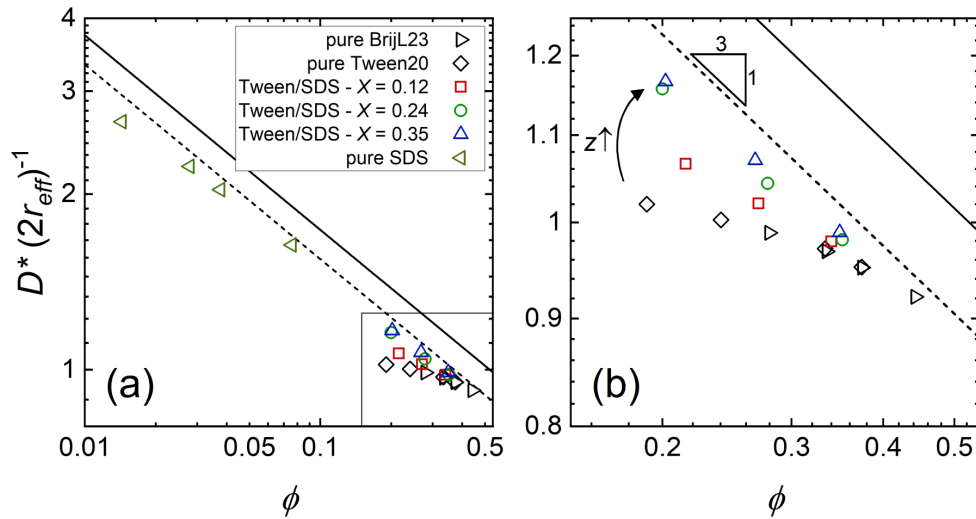 4
3
2
1
D* (2r_eff)^-1
pure BrijL23
pure Tween20
Tween/SDS - X = 0.12
Tween/SDS - X = 0.24
Tween/SDS - X = 0.35
pure SDS
(a)
0.01
0.05
0.1
0.5
ϕ
1.2
1.1
1
0.9
0.8
3
1
z↑
(b)
0.2
0.3
0.4
0.5
ϕ